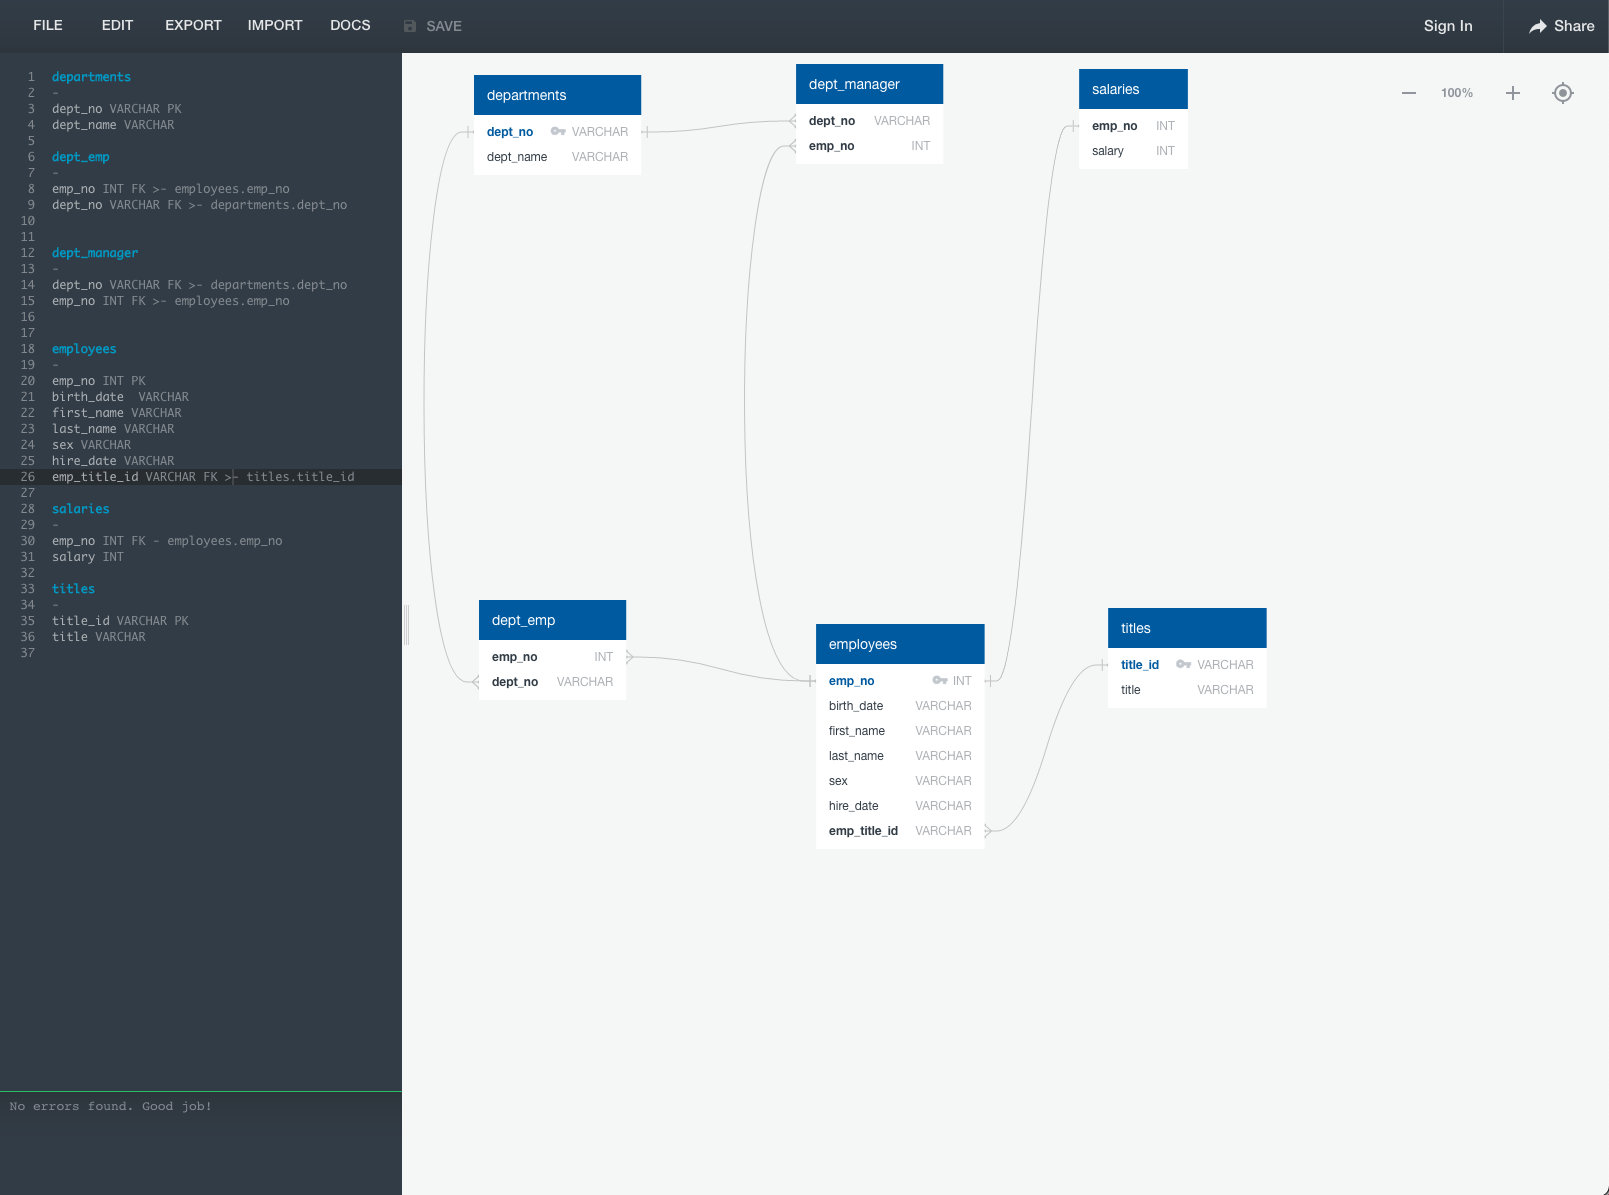 FILE EDIT EXPORT IMPORT DOCS SAVE Sign In Share
1 departments
2 -
3 dept_no VARCHAR PK
4 dept_name VARCHAR
5
6 dept_emp
7 -
8 emp_no INT FK >- employees.emp_no
9 dept_no VARCHAR FK >- departments.dept_no
10
11
12 dept_manager
13 -
14 dept_no VARCHAR FK >- departments.dept_no
15 emp_no INT FK >- employees.emp_no
16
17
18 employees
19 -
20 emp_no INT PK
21 birth_date  VARCHAR
22 first_name VARCHAR
23 last_name VARCHAR
24 sex VARCHAR
25 hire_date VARCHAR
26 emp_title_id VARCHAR FK >- titles.title_id
27
28 salaries
29 -
30 emp_no INT FK - employees.emp_no
31 salary INT
32
33 titles
34 -
35 title_id VARCHAR PK
36 title VARCHAR
37
No errors found. Good job!
departments
dept_no VARCHAR
dept_name VARCHAR
dept_manager
dept_no VARCHAR
emp_no INT
salaries
emp_no INT
salary INT
100%
dept_emp
emp_no INT
dept_no VARCHAR
employees
emp_no INT
birth_date VARCHAR
first_name VARCHAR
last_name VARCHAR
sex VARCHAR
hire_date VARCHAR
emp_title_id VARCHAR
titles
title_id VARCHAR
title VARCHAR